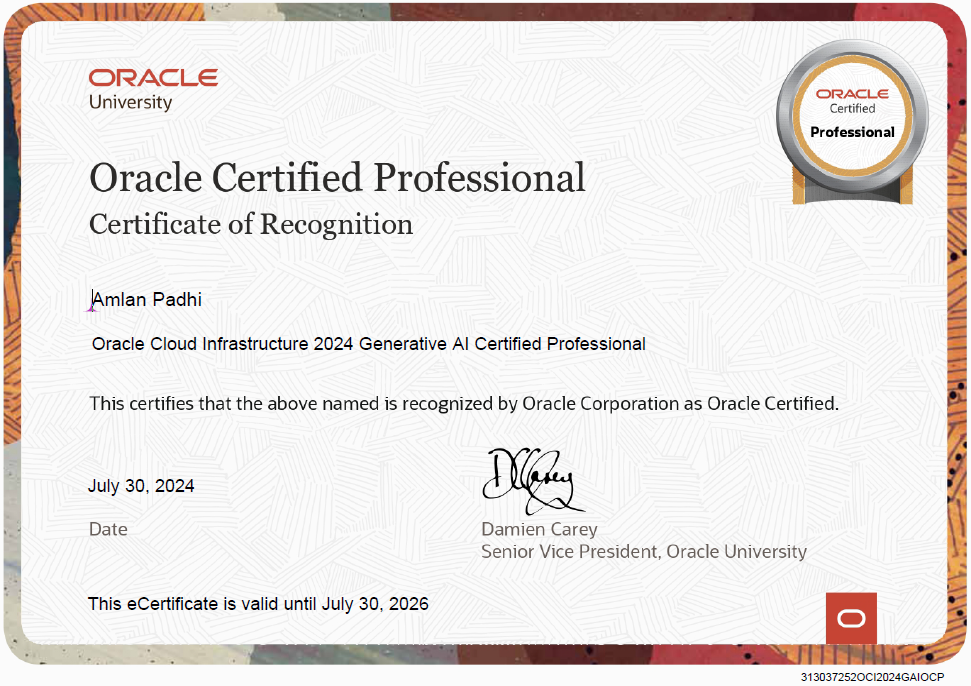 ORACLE
University
ORACLE
Certified
Professional
Oracle Certified Professional
Certificate of Recognition
Amlan Padhi
Oracle Cloud Infrastructure 2024 Generative AI Certified Professional
This certifies that the above named is recognized by Oracle Corporation as Oracle Certified.
DCarey
July 30, 2024
Date
Damien Carey
Senior Vice President, Oracle University
This eCertificate is valid until July 30, 2026
313037252OCI2024GAIOCP